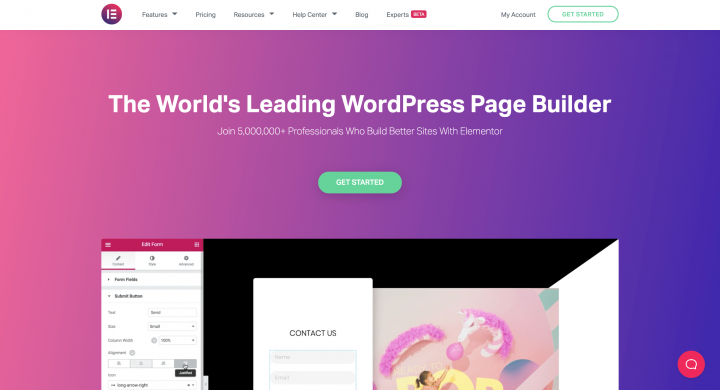 Features Pricing Resources Help Center Blog Experts BETA My Account GET STARTED
The World's Leading WordPress Page Builder
Join 5,000,000+ Professionals Who Build Better Sites With Elementor
GET STARTED
Edit Form
Content Style Advanced
Form Fields
Submit Button
Text Send
Size Small
Column Width 100%
Alignment
Justified
Icon
long-arrow-right
CONTACT US
Name
Email
POP